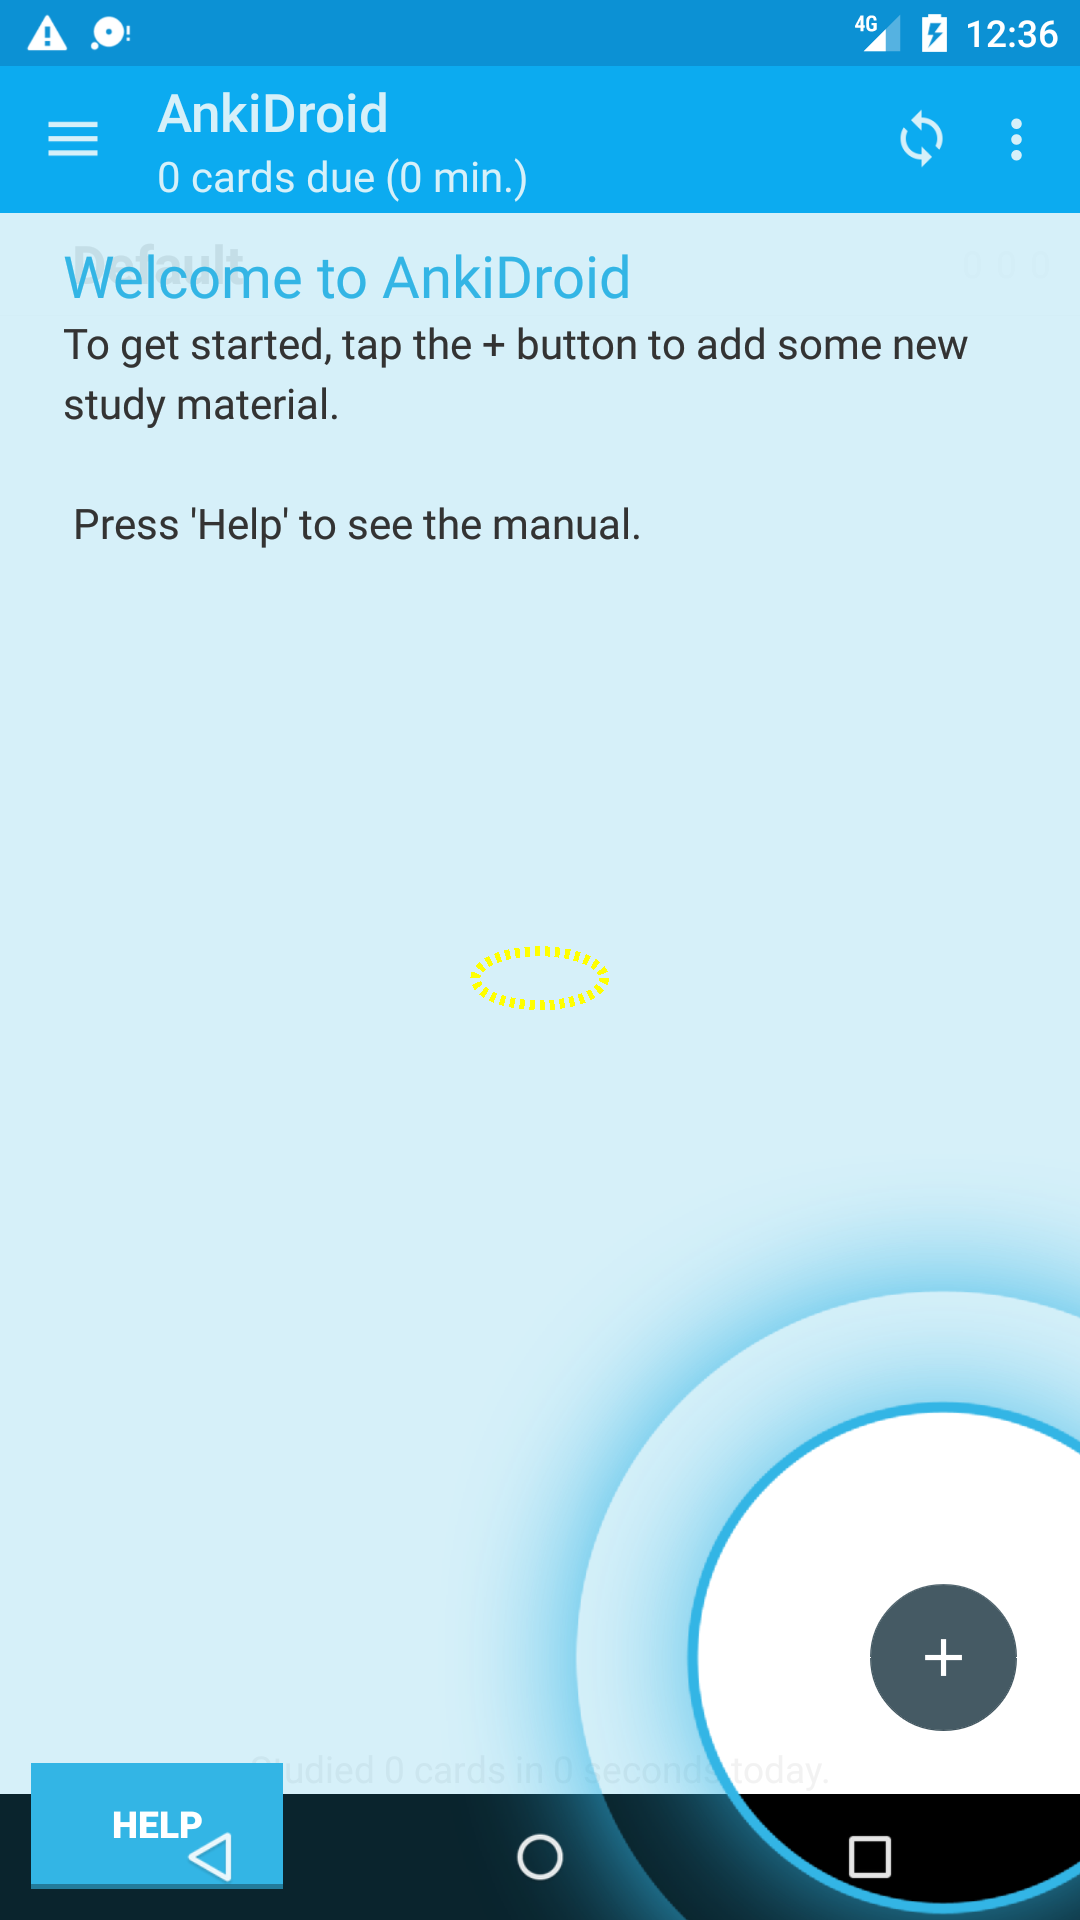 4G 12:36
AnkiDroid
0 cards due (0 min.)
Default 0 0 0
Welcome to AnkiDroid
To get started, tap the + button to add some new
study material.
Press 'Help' to see the manual.
Studied 0 cards in 0 seconds today.
HELP